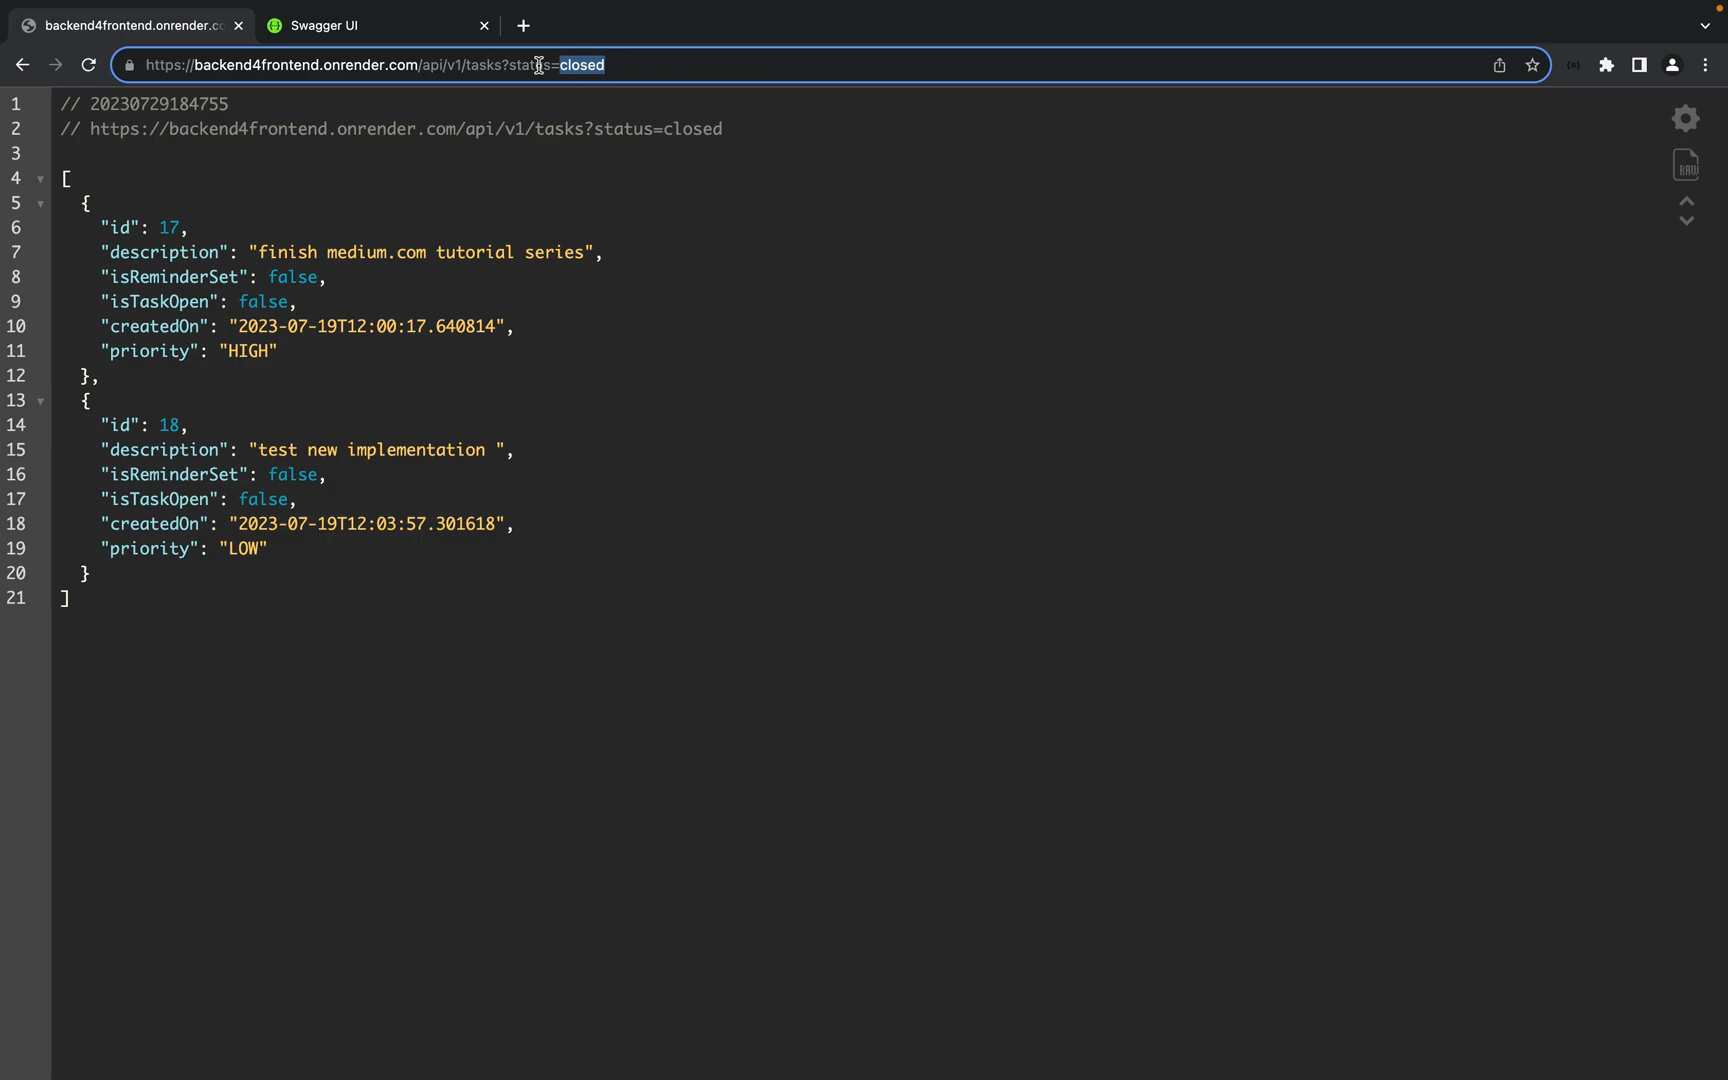 backend4frontend.onrender.co
Swagger UI
https://backend4frontend.onrender.com/api/v1/tasks?status=closed
1 // 20230729184755
2 // https://backend4frontend.onrender.com/api/v1/tasks?status=closed
3
4 [
5 {
6 "id": 17,
7 "description": "finish medium.com tutorial series",
8 "isReminderSet": false,
9 "isTaskOpen": false,
10 "createdOn": "2023-07-19T12:00:17.640814",
11 "priority": "HIGH"
12 },
13 {
14 "id": 18,
15 "description": "test new implementation ",
16 "isReminderSet": false,
17 "isTaskOpen": false,
18 "createdOn": "2023-07-19T12:03:57.301618",
19 "priority": "LOW"
20 }
21 ]
RAW